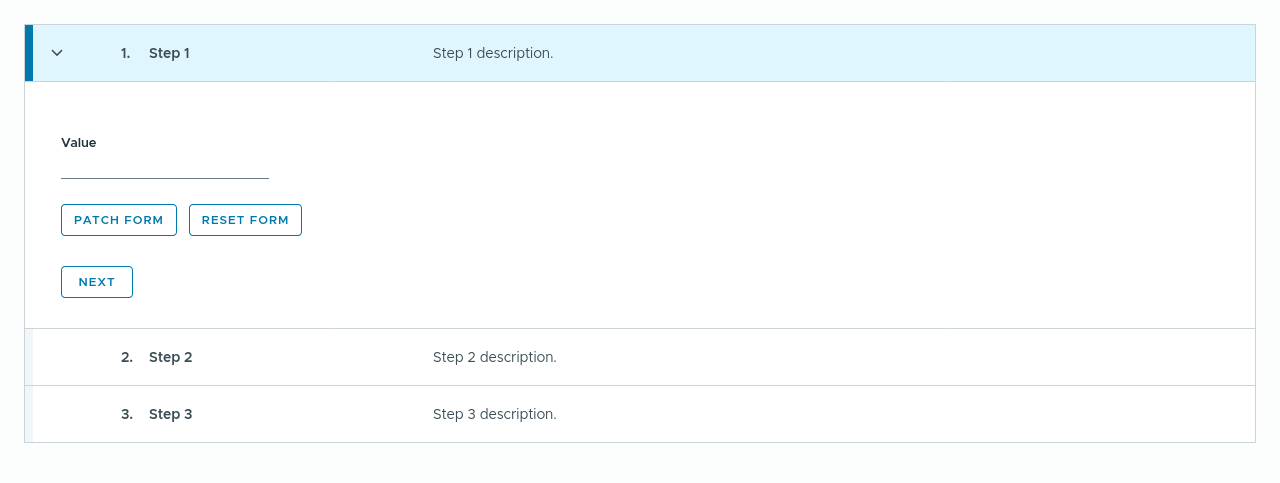 1. Step 1 Step 1 description.
Value
PATCH FORM RESET FORM
NEXT
2. Step 2 Step 2 description.
3. Step 3 Step 3 description.